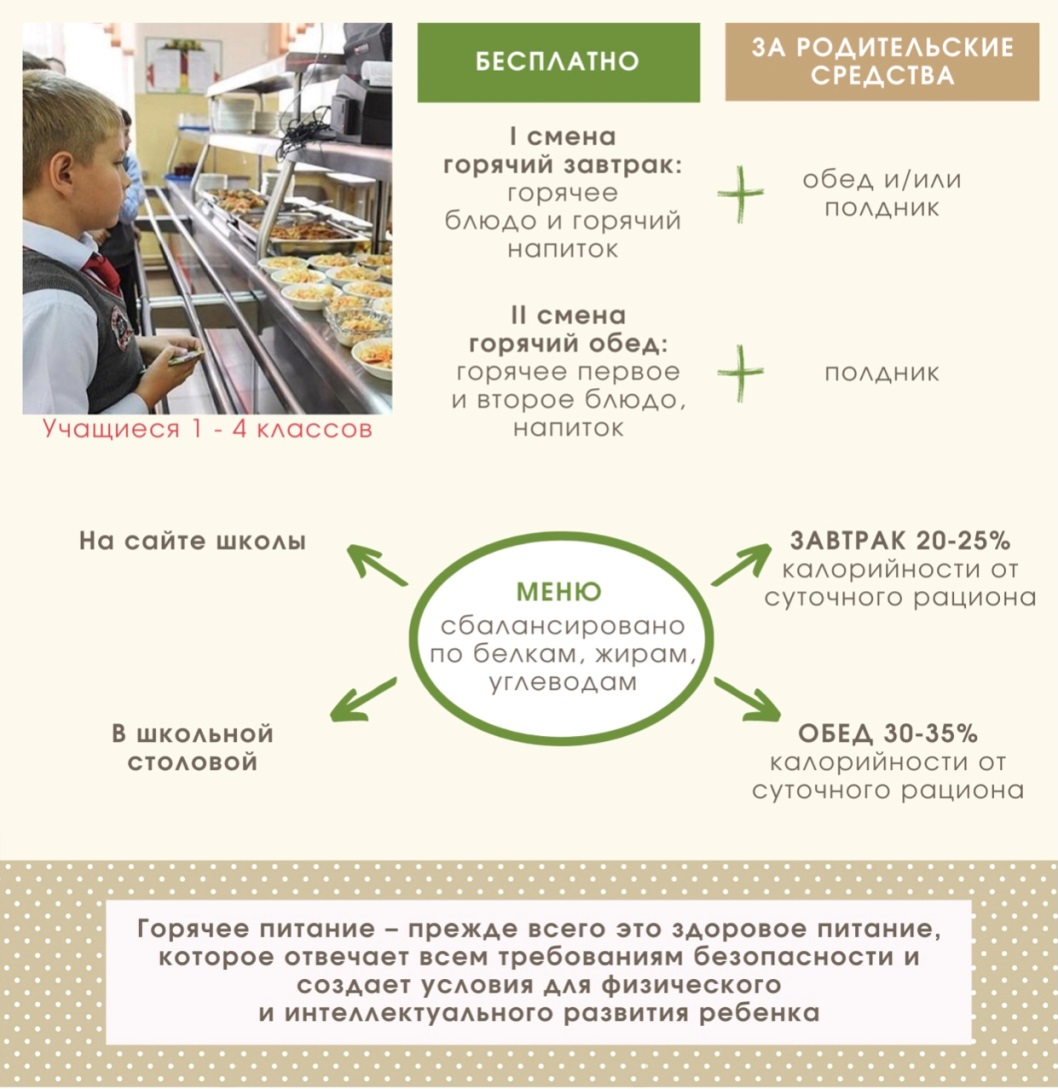 БЕСПЛАТНО
ЗА РОДИТЕЛЬСКИЕ
СРЕДСТВА
I смена
горячий завтрак:
горячее
блюдо и горячий
напиток
+
обед и/или
полдник
II смена
горячий обед:
горячее первое
и второе блюдо,
напиток
+
полдник
Учащиеся 1 - 4 классов
На сайте школы
В школьной
столовой
МЕНЮ
сбалансировано
по белкам, жирам,
углеводам
ЗАВТРАК 20-25%
калорийности от
суточного рациона
ОБЕД 30-35%
калорийности от
суточного рациона
Горячее питание – прежде всего это здоровое питание,
которое отвечает всем требованиям безопасности и
создает условия для физического
и интеллектуального развития ребенка